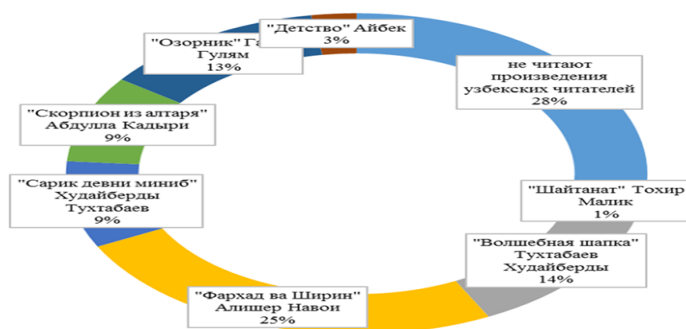 "Детство" Айбек
3%
не читают
произведения
узбекских читателей
28%
"Шайтанат" Тохир
Малик
1%
"Волшебная шапка"
Тухтабаев
Худайберды
14%
"Фархад ва Ширин"
Алишер Навои
25%
"Сарик девни миниб"
Худайберды
Тухтабаев
9%
"Скорпион из алтаря"
Абдулла Кадыри
9%
"Озорник"
Гулям
13%